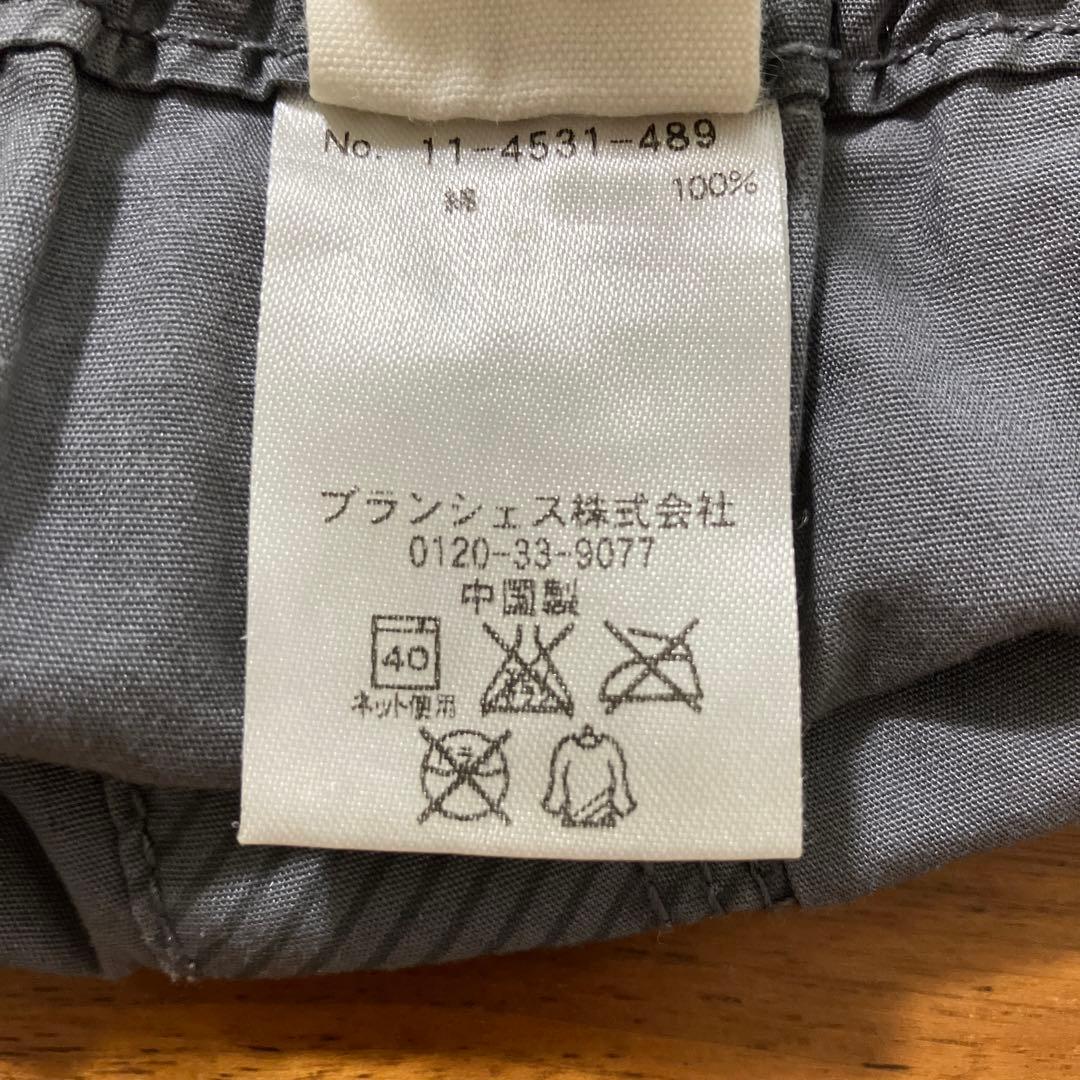 No. 11-4531-489
綿 100%
ブランシェス株式会社
0120-33-9077
中国製
40
ネット使用